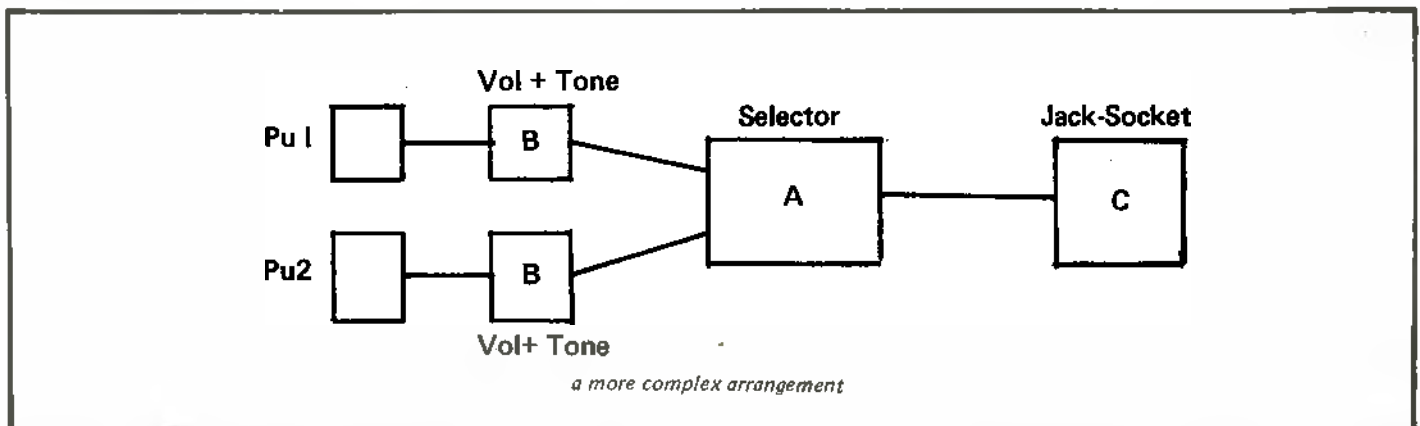 Vol + Tone
Pu l
B
Selector
A
Jack-Socket
C
Pu2
B
Vol+ Tone
a more complex arrangement